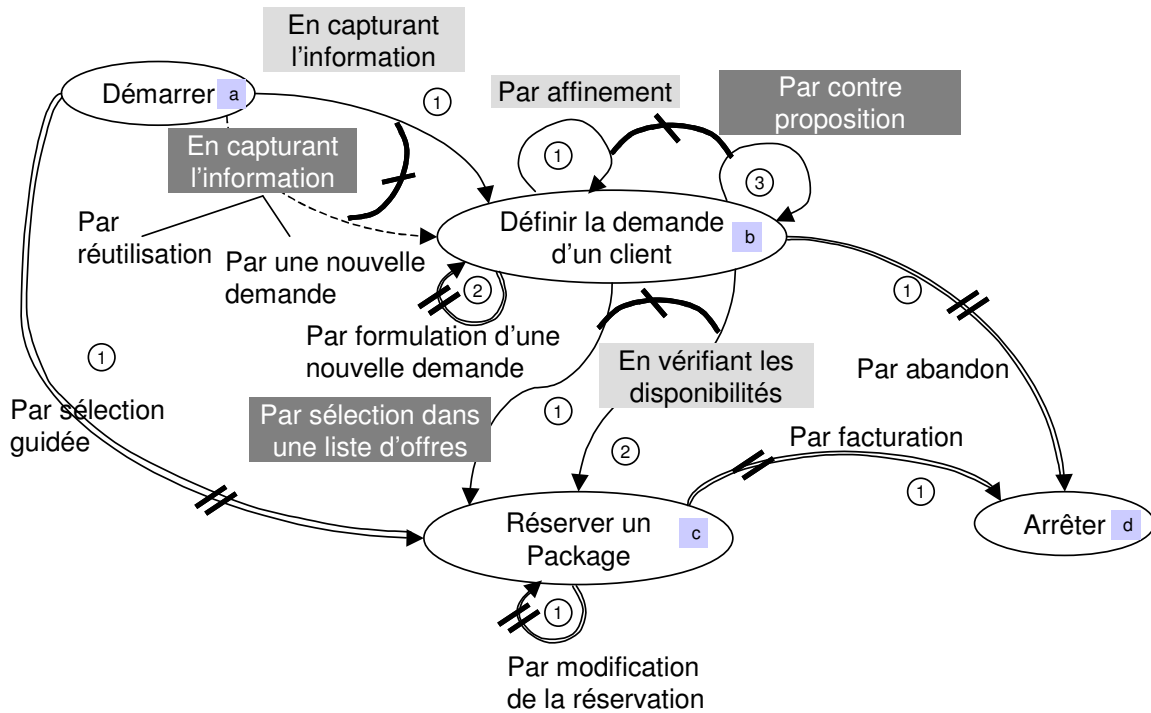 En capturant
l'information
Démarrer
a
1
Par affinement
Par contre
proposition
1
3
En capturant
l'information
Par
réutilisation
Par une nouvelle
demande
Définir la demande
d'un client
b
2
Par formulation d'une
nouvelle demande
1
1
Par sélection
guidée
En vérifiant les
disponibilités
Par abandon
Par sélection dans
une liste d'offres
1
2
Par facturation
1
Réserver un
Package
c
Arrêter
d
1
Par modification
de la réservation